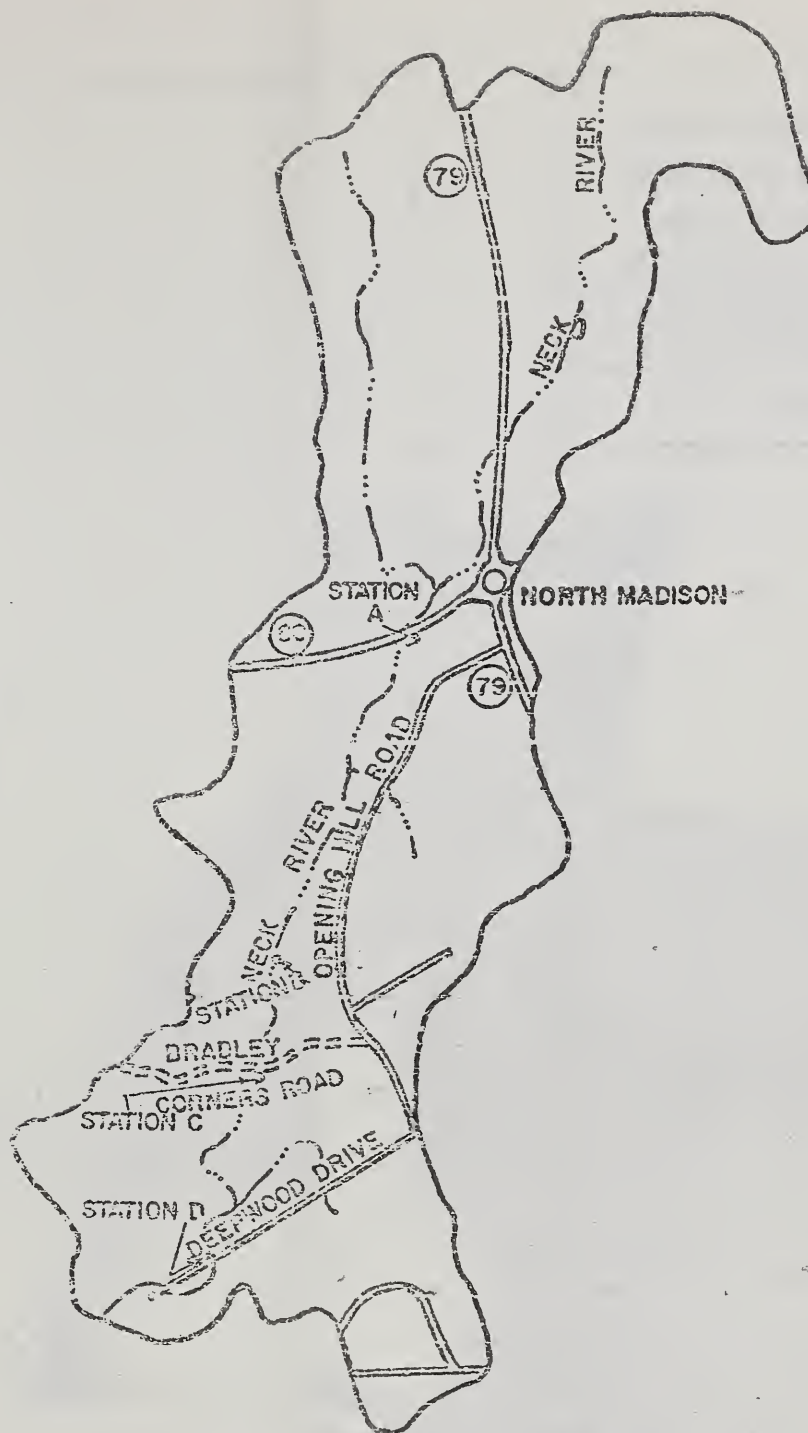 79
RIVER
NECK
STATION
A
NORTH MADISON
79
OPENING HILL ROAD
NECK RIVER
STATION
BRADLEY
CORNERS ROAD
STATION C
DEEPWOOD DRIVE
STATION D